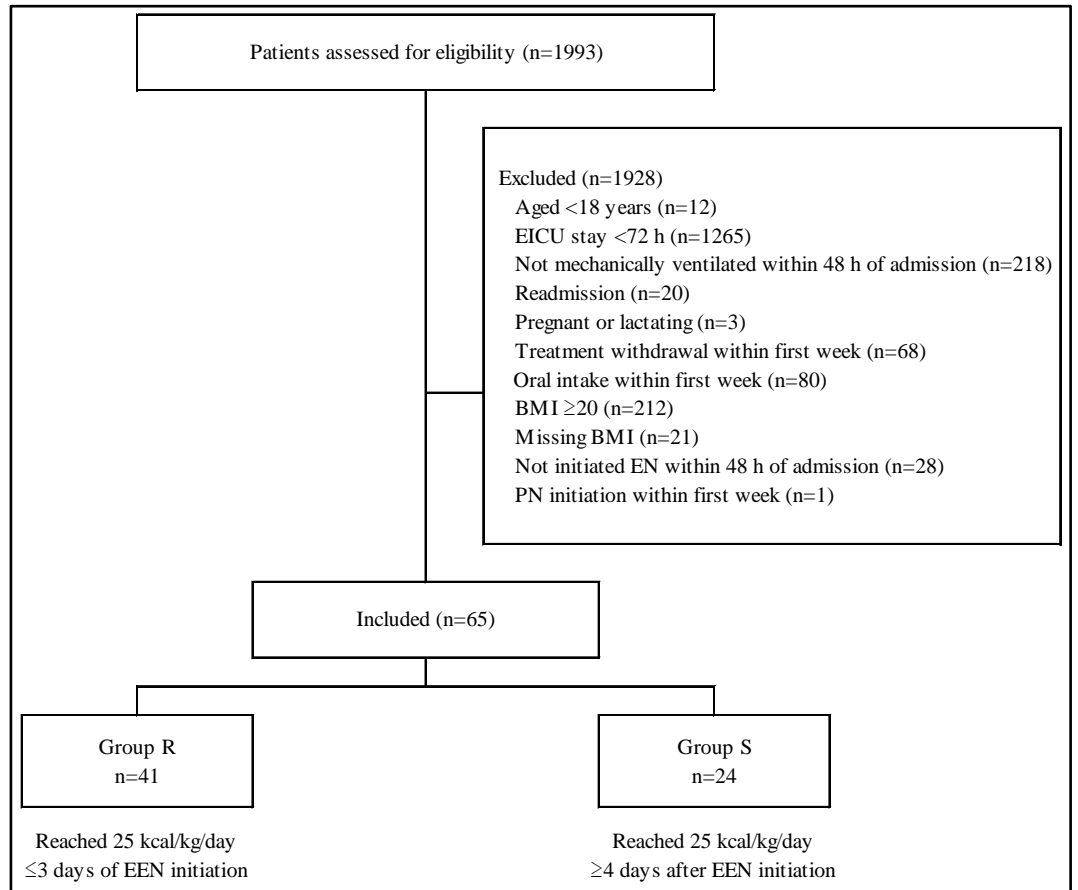 Patients assessed for eligibility (n=1993)
Excluded (n=1928)
Aged <18 years (n=12)
EICU stay <72 h (n=1265)
Not mechanically ventilated within 48 h of admission (n=218)
Readmission (n=20)
Pregnant or lactating (n=3)
Treatment withdrawal within first week (n=68)
Oral intake within first week (n=80)
BMI ≥20 (n=212)
Missing BMI (n=21)
Not initiated EN within 48 h of admission (n=28)
PN initiation within first week (n=1)
Included (n=65)
Group R
n=41
Reached 25 kcal/kg/day
≤3 days of EEN initiation
Group S
n=24
Reached 25 kcal/kg/day
≥4 days after EEN initiation